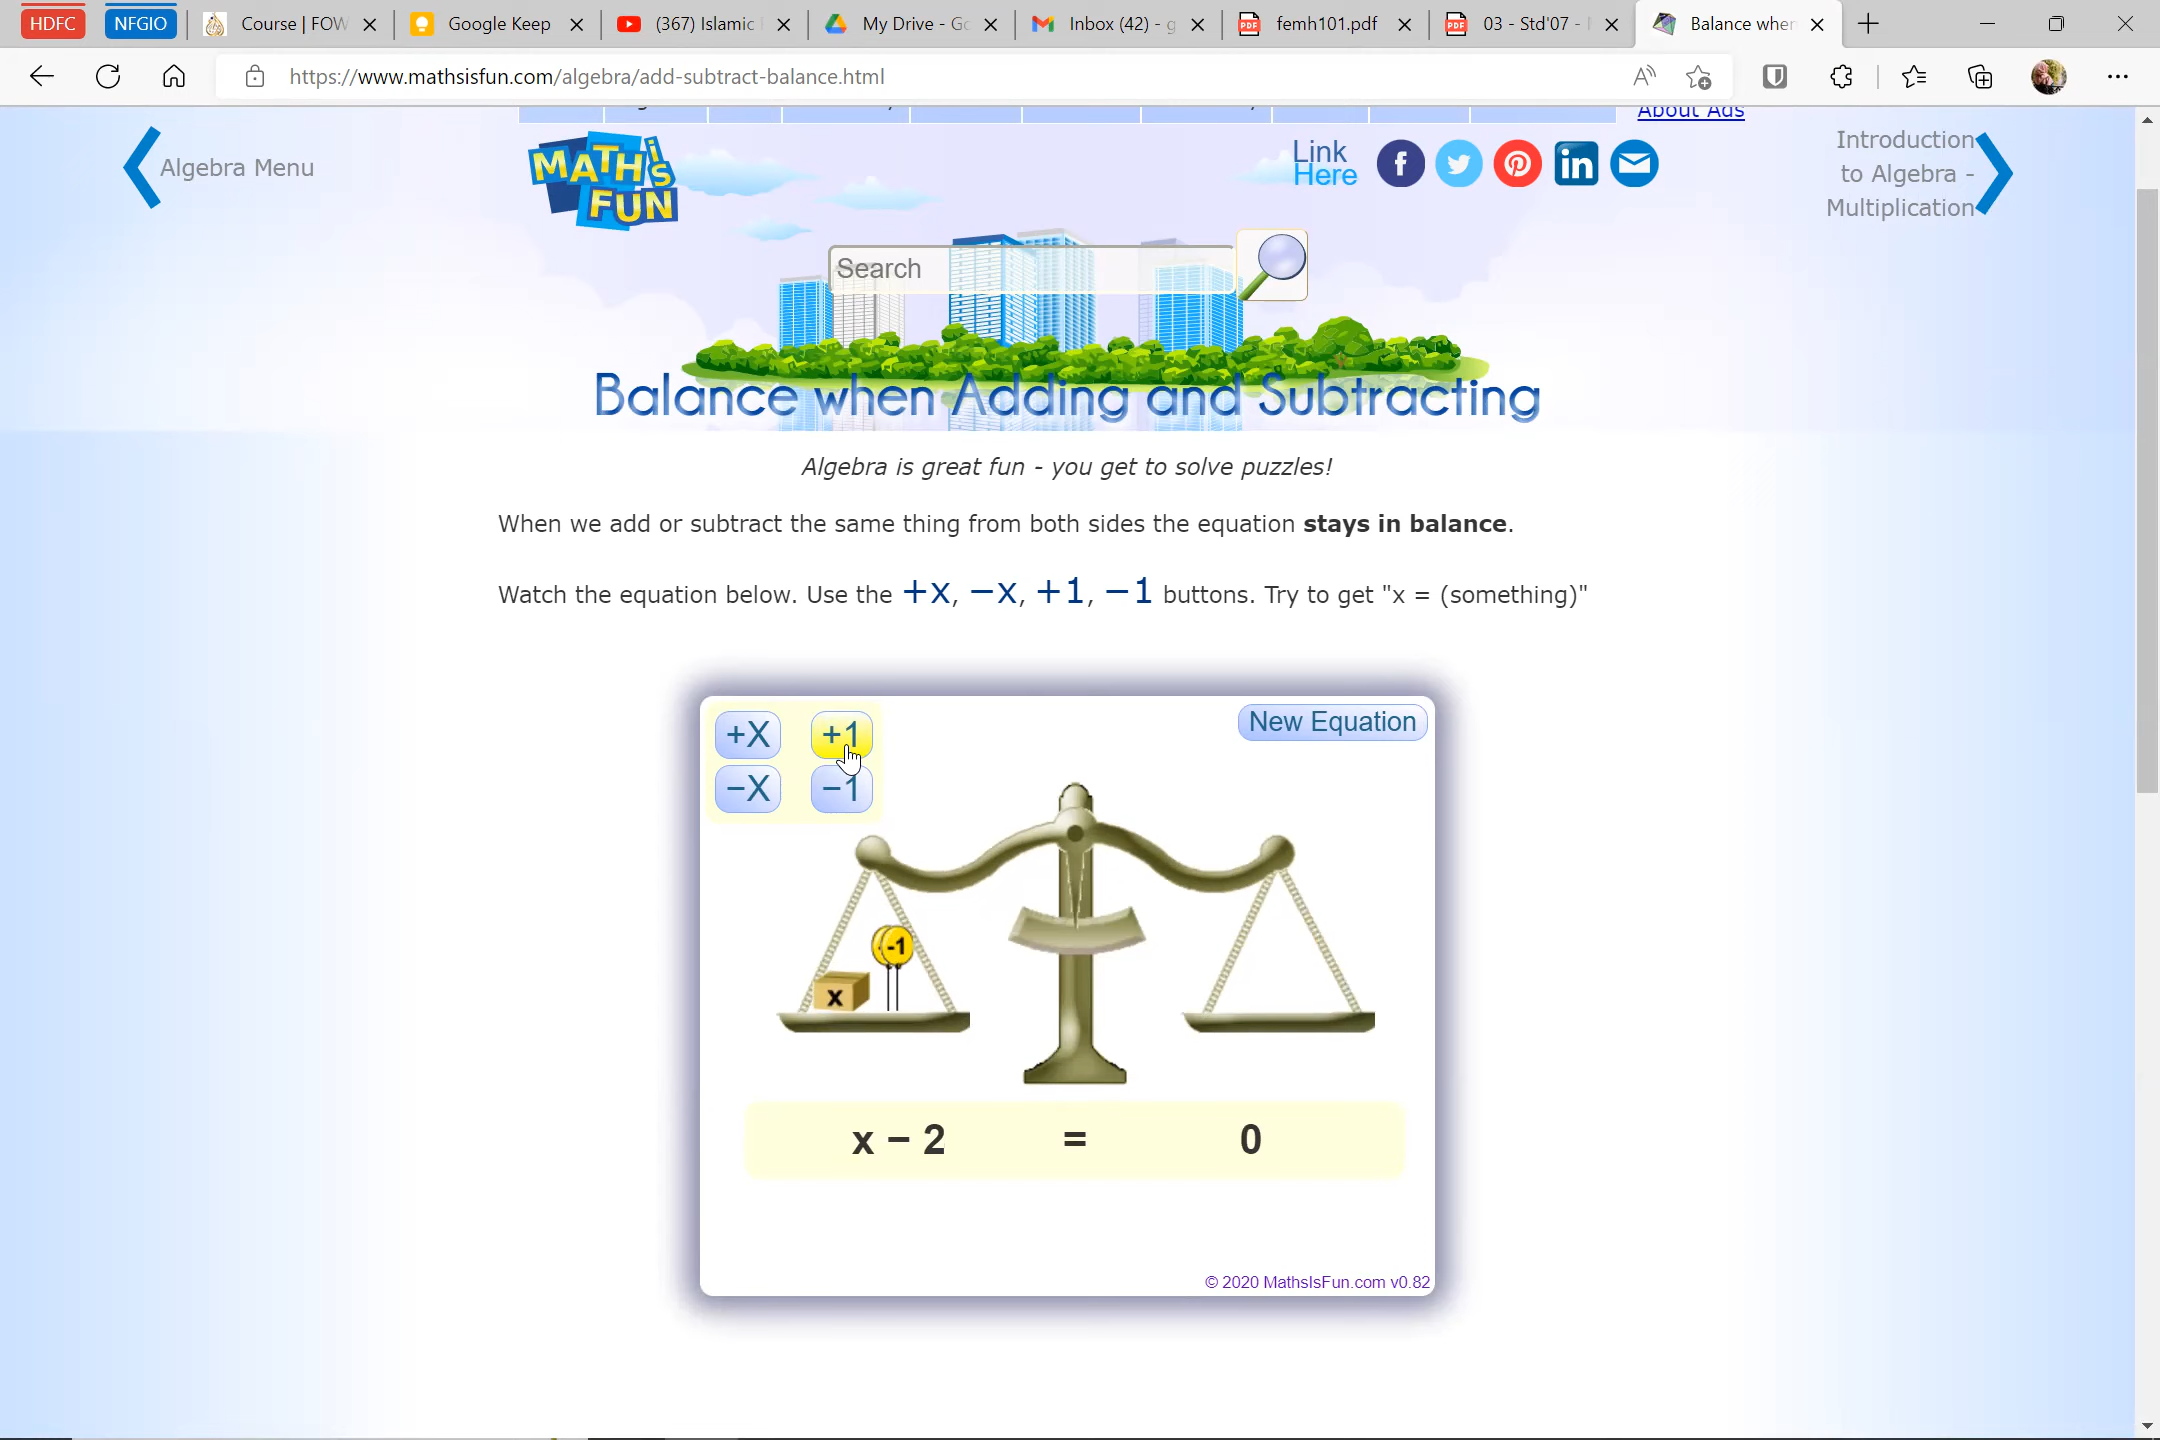 HDFC NFGIO Course | FOW Google Keep (367) Islamic My Drive - Go Inbox (42) - g femh101.pdf 03 - Std'07 - Balance when
https://www.mathsisfun.com/algebra/add-subtract-balance.html
About Ads
Algebra Menu
MATH is FUN
Link Here
Introduction
to Algebra -
Multiplication
Search
Balance when Adding and Subtracting
Algebra is great fun - you get to solve puzzles!
When we add or subtract the same thing from both sides the equation stays in balance.
Watch the equation below. Use the +x, −x, +1, −1 buttons. Try to get "x = (something)"
+X +1 New Equation
−X −1
-1
x
x − 2 = 0
© 2020 MathsIsFun.com v0.82